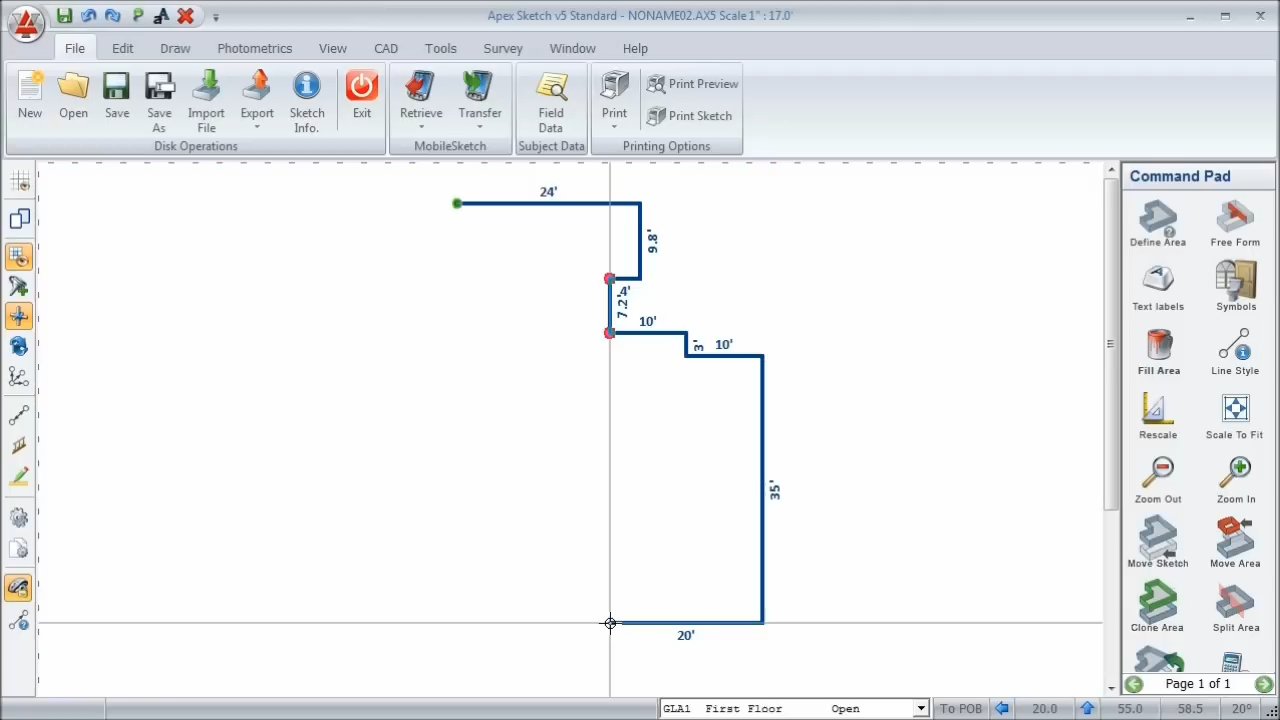 Apex Sketch v5 Standard - NONAME02.AX5 Scale 1" : 17.0'
File Edit Draw Photometrics View CAD Tools Survey Window Help
New Open Save Save As Import File Export Sketch Info. Exit Retrieve Transfer Field Data Print Print Preview
Print Sketch
Disk Operations MobileSketch Subject Data Printing Options
Command Pad
Define Area Free Form
Text labels Symbols
Fill Area Line Style
Rescale Scale To Fit
Zoom Out Zoom In
Move Sketch Move Area
Clone Area Split Area
Page 1 of 1
24'
9.8'
4'
7.2'
10'
3'
10'
35'
20'
GLA1 First Floor Open To POB 20.0 55.0 58.5 20°